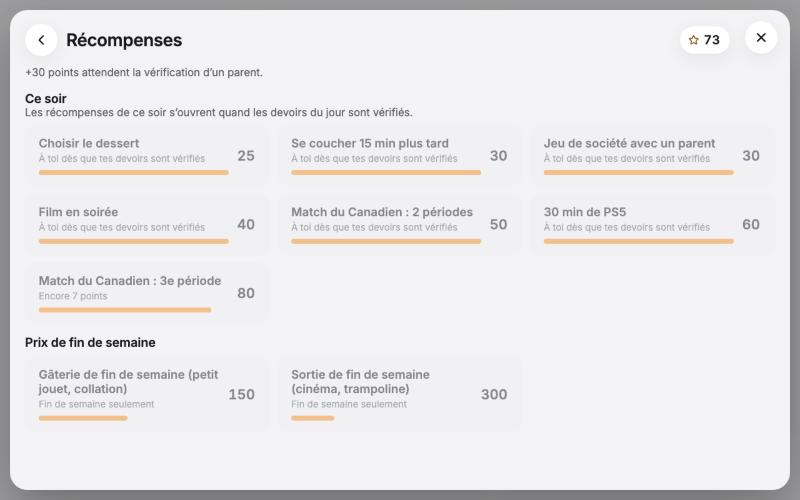 Récompenses
73
+30 points attendent la vérification d'un parent.
Ce soir
Les récompenses de ce soir s'ouvrent quand les devoirs du jour sont vérifiés.
Choisir le dessert
À toi dès que tes devoirs sont vérifiés
25
Se coucher 15 min plus tard
À toi dès que tes devoirs sont vérifiés
30
Jeu de société avec un parent
À toi dès que tes devoirs sont vérifiés
30
Film en soirée
À toi dès que tes devoirs sont vérifiés
40
Match du Canadien : 2 périodes
À toi dès que tes devoirs sont vérifiés
50
30 min de PS5
À toi dès que tes devoirs sont vérifiés
60
Match du Canadien : 3e période
Encore 7 points
80
Prix de fin de semaine
Gâterie de fin de semaine (petit
jouet, collation)
Fin de semaine seulement
150
Sortie de fin de semaine
(cinéma, trampoline)
Fin de semaine seulement
300